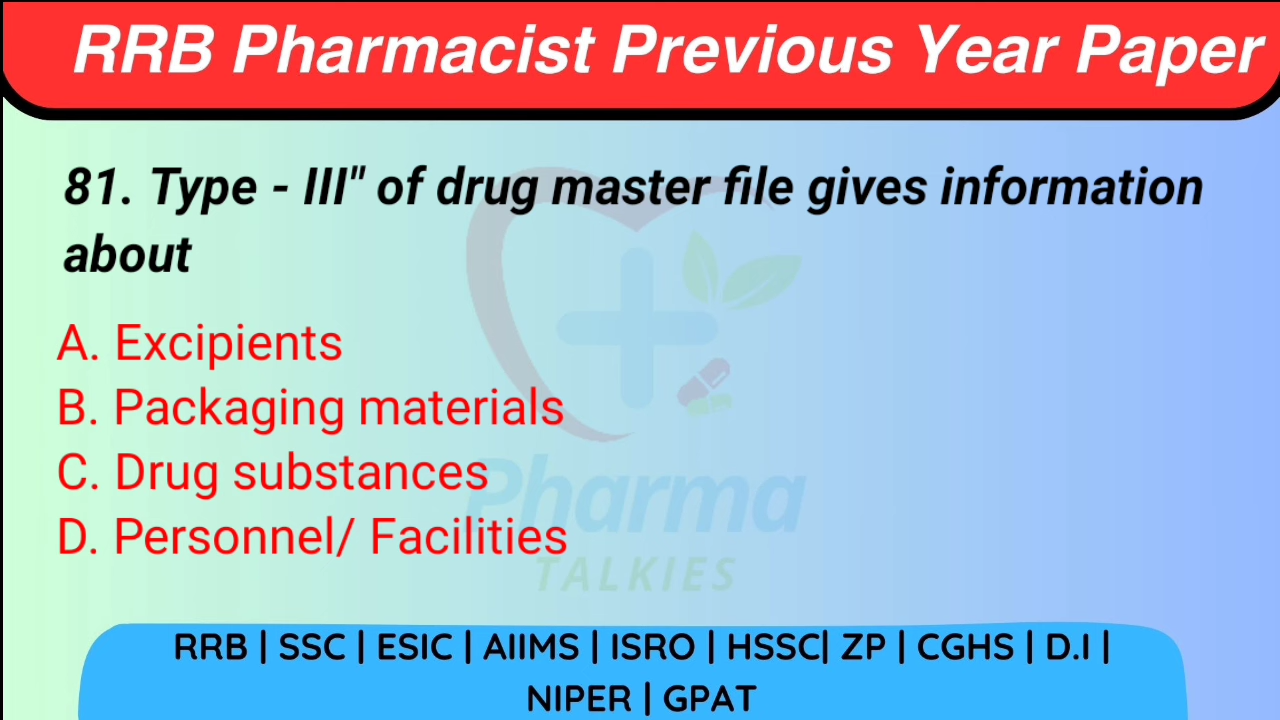 RRB Pharmacist Previous Year Paper
81. Type - III" of drug master file gives information
about
A. Excipients
B. Packaging materials
C. Drug substances
D. Personnel/ Facilities
Pharma
TALKIES
RRB | SSC | ESIC | AIIMS | ISRO | HSSC| ZP | CGHS | D.I |
NIPER | GPAT